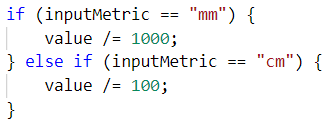 if (inputMetric == "mm") {
    value /= 1000;
} else if (inputMetric == "cm") {
    value /= 100;
}